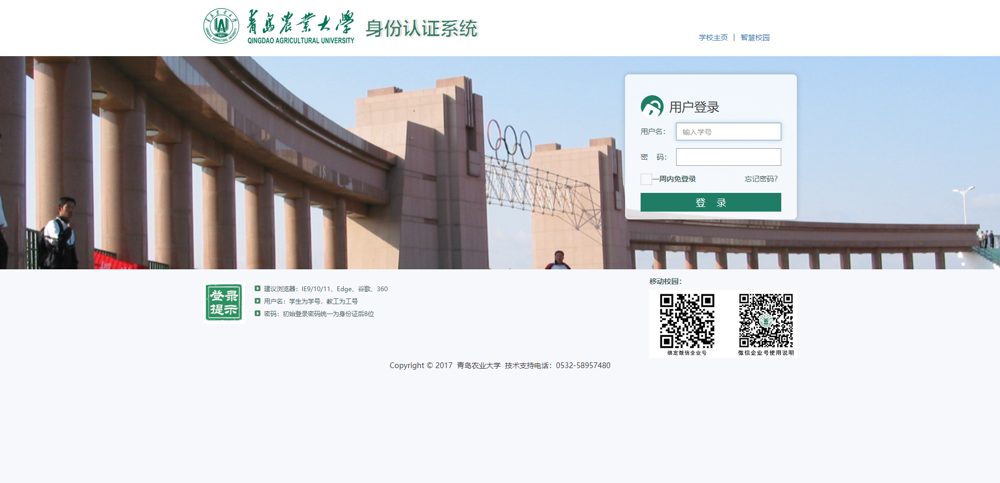 青岛农业大学
QINGDAO AGRICULTURAL UNIVERSITY
1951
身份认证系统
学校主页 | 智慧校园
用户登录
用户名：
输入学号
密 码：
一周内免登录
忘记密码？
登 录
登录
提示
建议浏览器：IE9/10/11、Edge、谷歌、360
用户名：学生为学号，教工为工号
密码：初始登录密码统一为身份证后8位
移动校园：
绑定微信企业号
微信企业号使用说明
Copyright © 2017 青岛农业大学 技术支持电话：0532-58957480